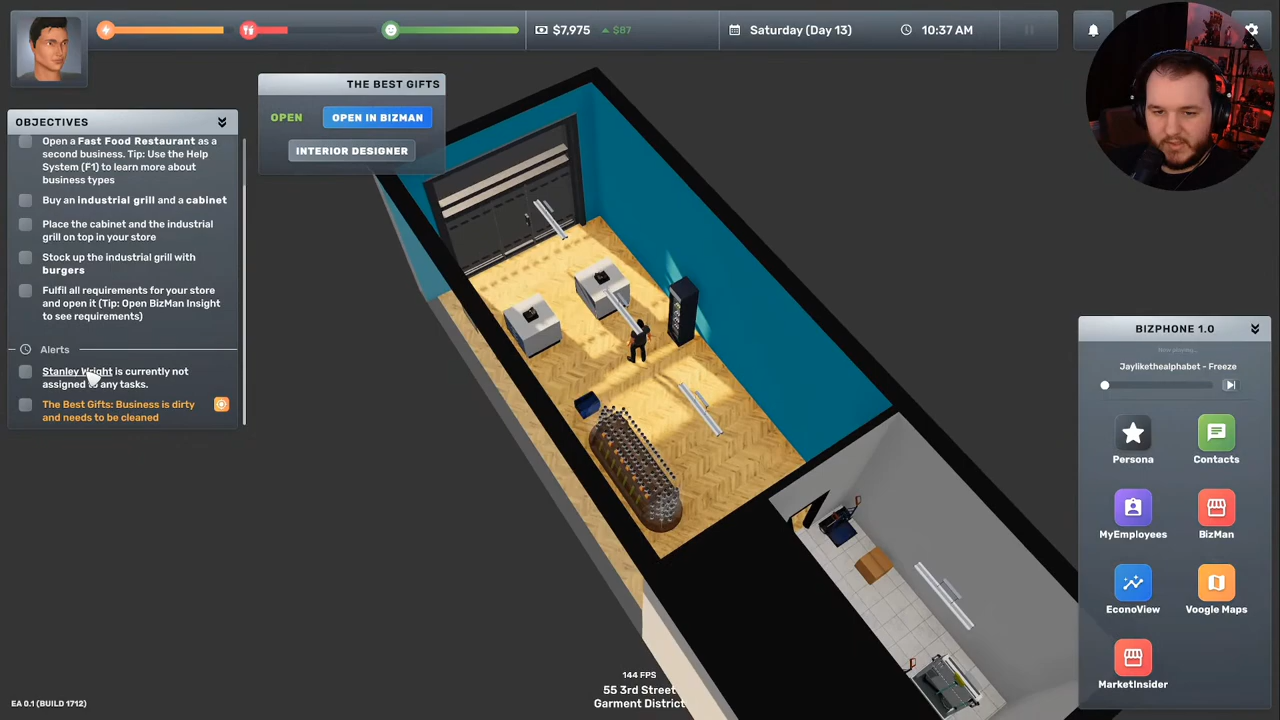 $7,975 ▲ $87
Saturday (Day 13)
10:37 AM
THE BEST GIFTS
OPEN
OPEN IN BIZMAN
INTERIOR DESIGNER
OBJECTIVES
Open a Fast Food Restaurant as a
second business. Tip: Use the Help
System (F1) to learn more about
business types
Buy an industrial grill and a cabinet
Place the cabinet and the industrial
grill on top in your store
Stock up the industrial grill with
burgers
Fulfil all requirements for your store
and open it (Tip: Open BizMan Insight
to see requirements)
Alerts
Stanley Wright is currently not
assigned to any tasks.
The Best Gifts: Business is dirty
and needs to be cleaned
BIZPHONE 1.0
Now playing...
Jaylikethealphabet - Freeze
Persona
Contacts
MyEmployees
BizMan
EconoView
Voogle Maps
MarketInsider
144 FPS
55 3rd Street
Garment District
EA 0.1 (BUILD 1712)